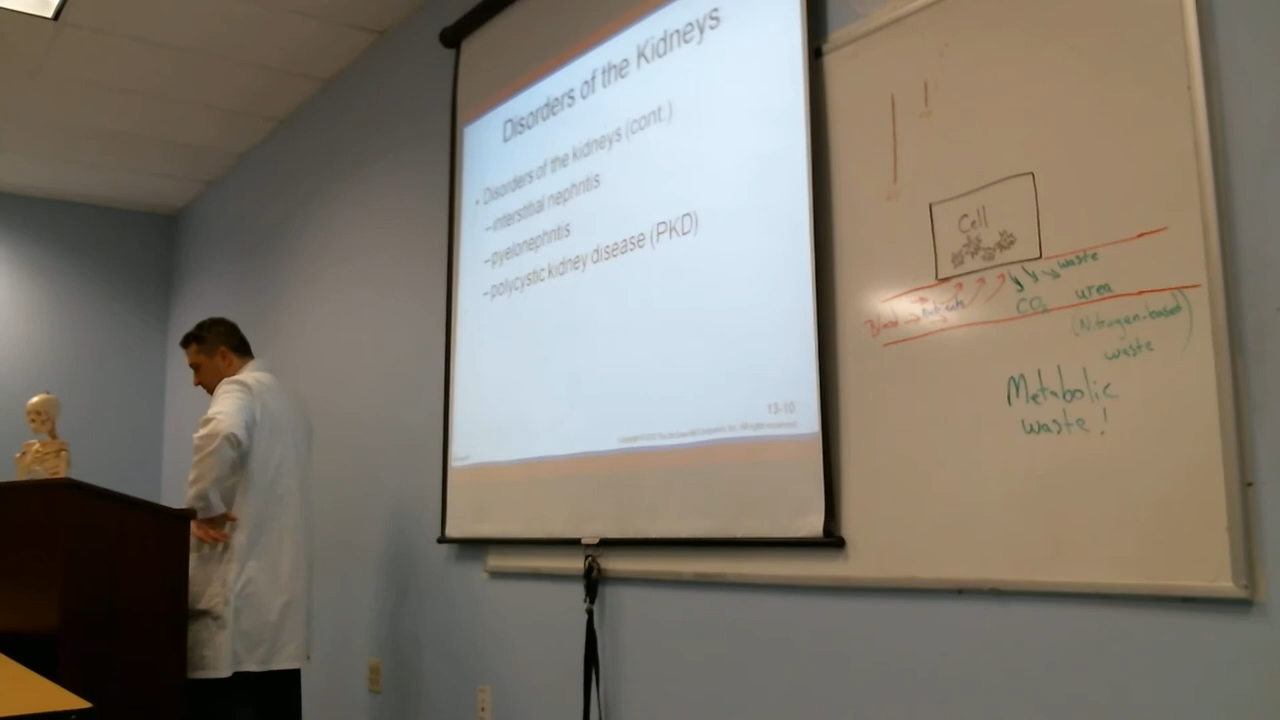 Disorders of the Kidneys
• Disorders of the kidneys (cont.)
–interstitial nephritis
–pyelonephritis
–polycystic kidney disease (PKD)
13-10
Cell
waste
Blood
CO2 urea
(Nitrogen-based)
waste
Metabolic
waste!